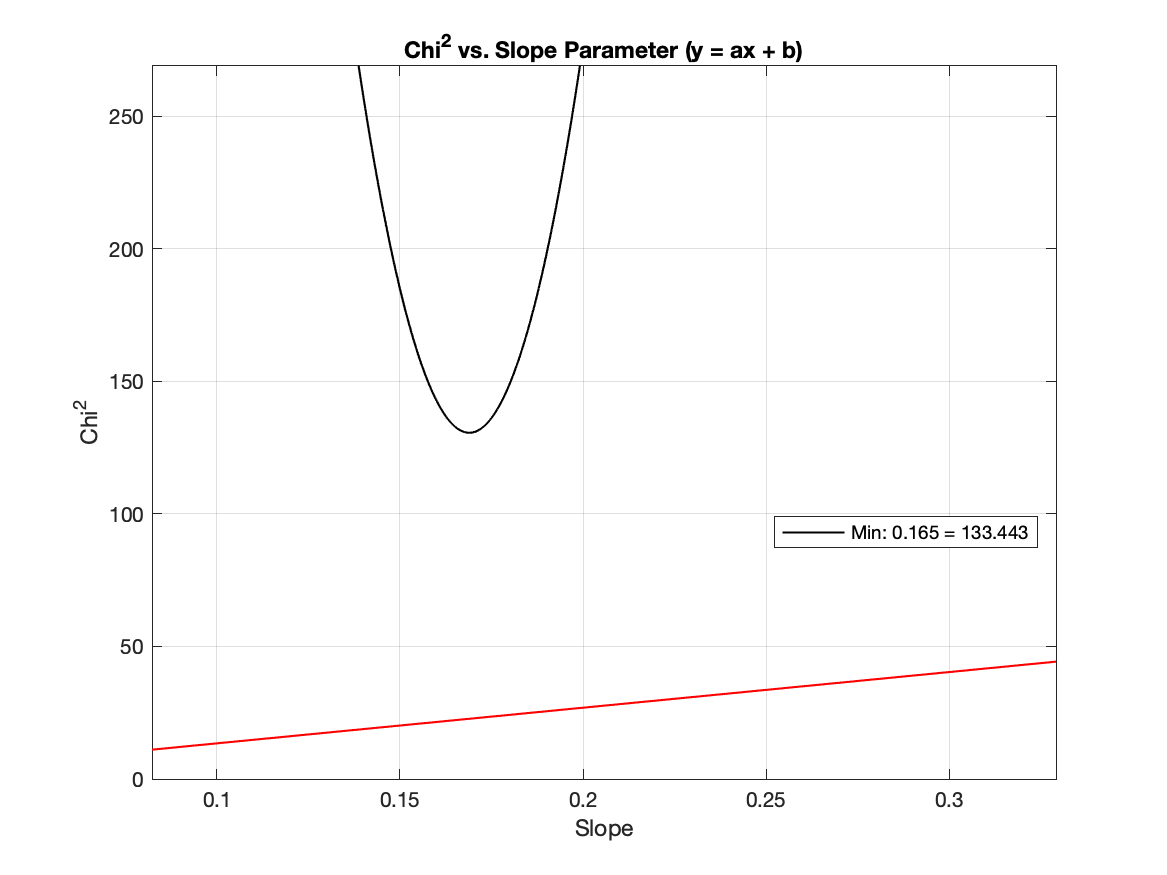 Chi² vs. Slope Parameter (y = ax + b)
250
200
150
100
50
0
Chi²
Min: 0.165 = 133.443
0.1 0.15 0.2 0.25 0.3
Slope